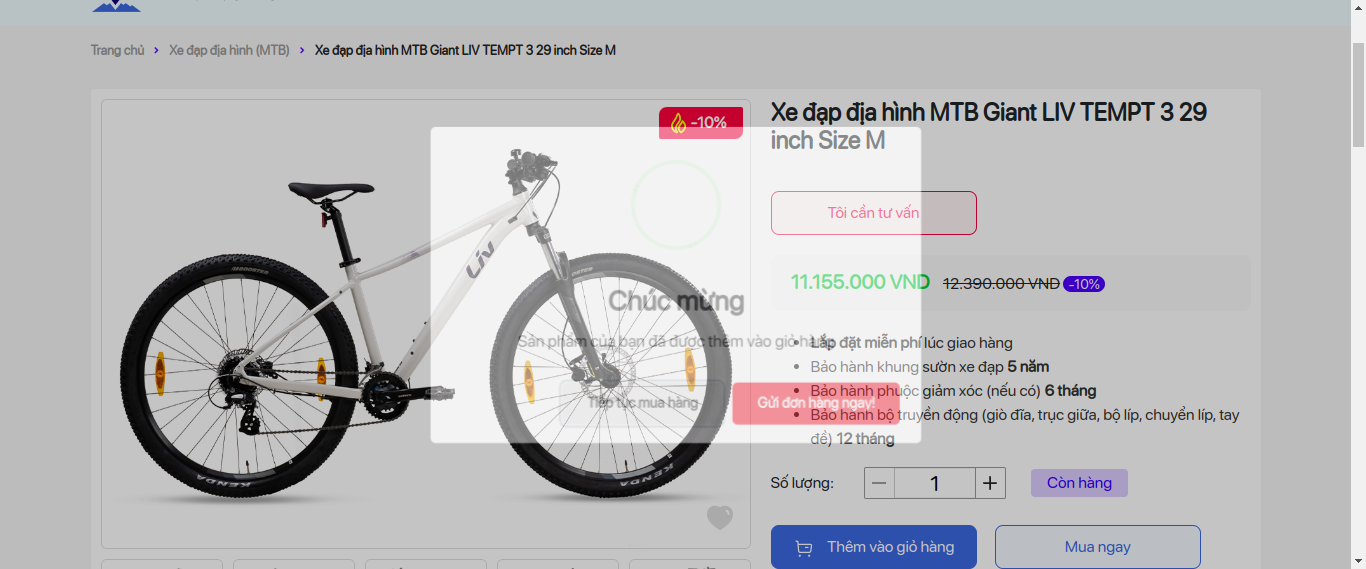 Trang chủ > Xe đạp địa hình (MTB) > Xe đạp địa hình MTB Giant LIV TEMPT 3 29 inch Size M
-10%
Xe đạp địa hình MTB Giant LIV TEMPT 3 29
inch Size M
Tôi cần tư vấn
Liv
11.155.000 VND 12.390.000 VND -10%
Chúc mừng
Sản phẩm của bạn đã được thêm vào giỏ hàng
Tiếp tục mua hàng
Gửi đơn hàng ngay!
Lắp đặt miễn phí lúc giao hàng
Bảo hành khung sườn xe đạp 5 năm
Bảo hành phuộc giảm xóc (nếu có) 6 tháng
Bảo hành bộ truyền động (giò đĩa, trục giữa, bộ líp, chuyển líp, tay
đề) 12 tháng
KENDA
KENDA
Số lượng:
1
Còn hàng
Thêm vào giỏ hàng
Mua ngay